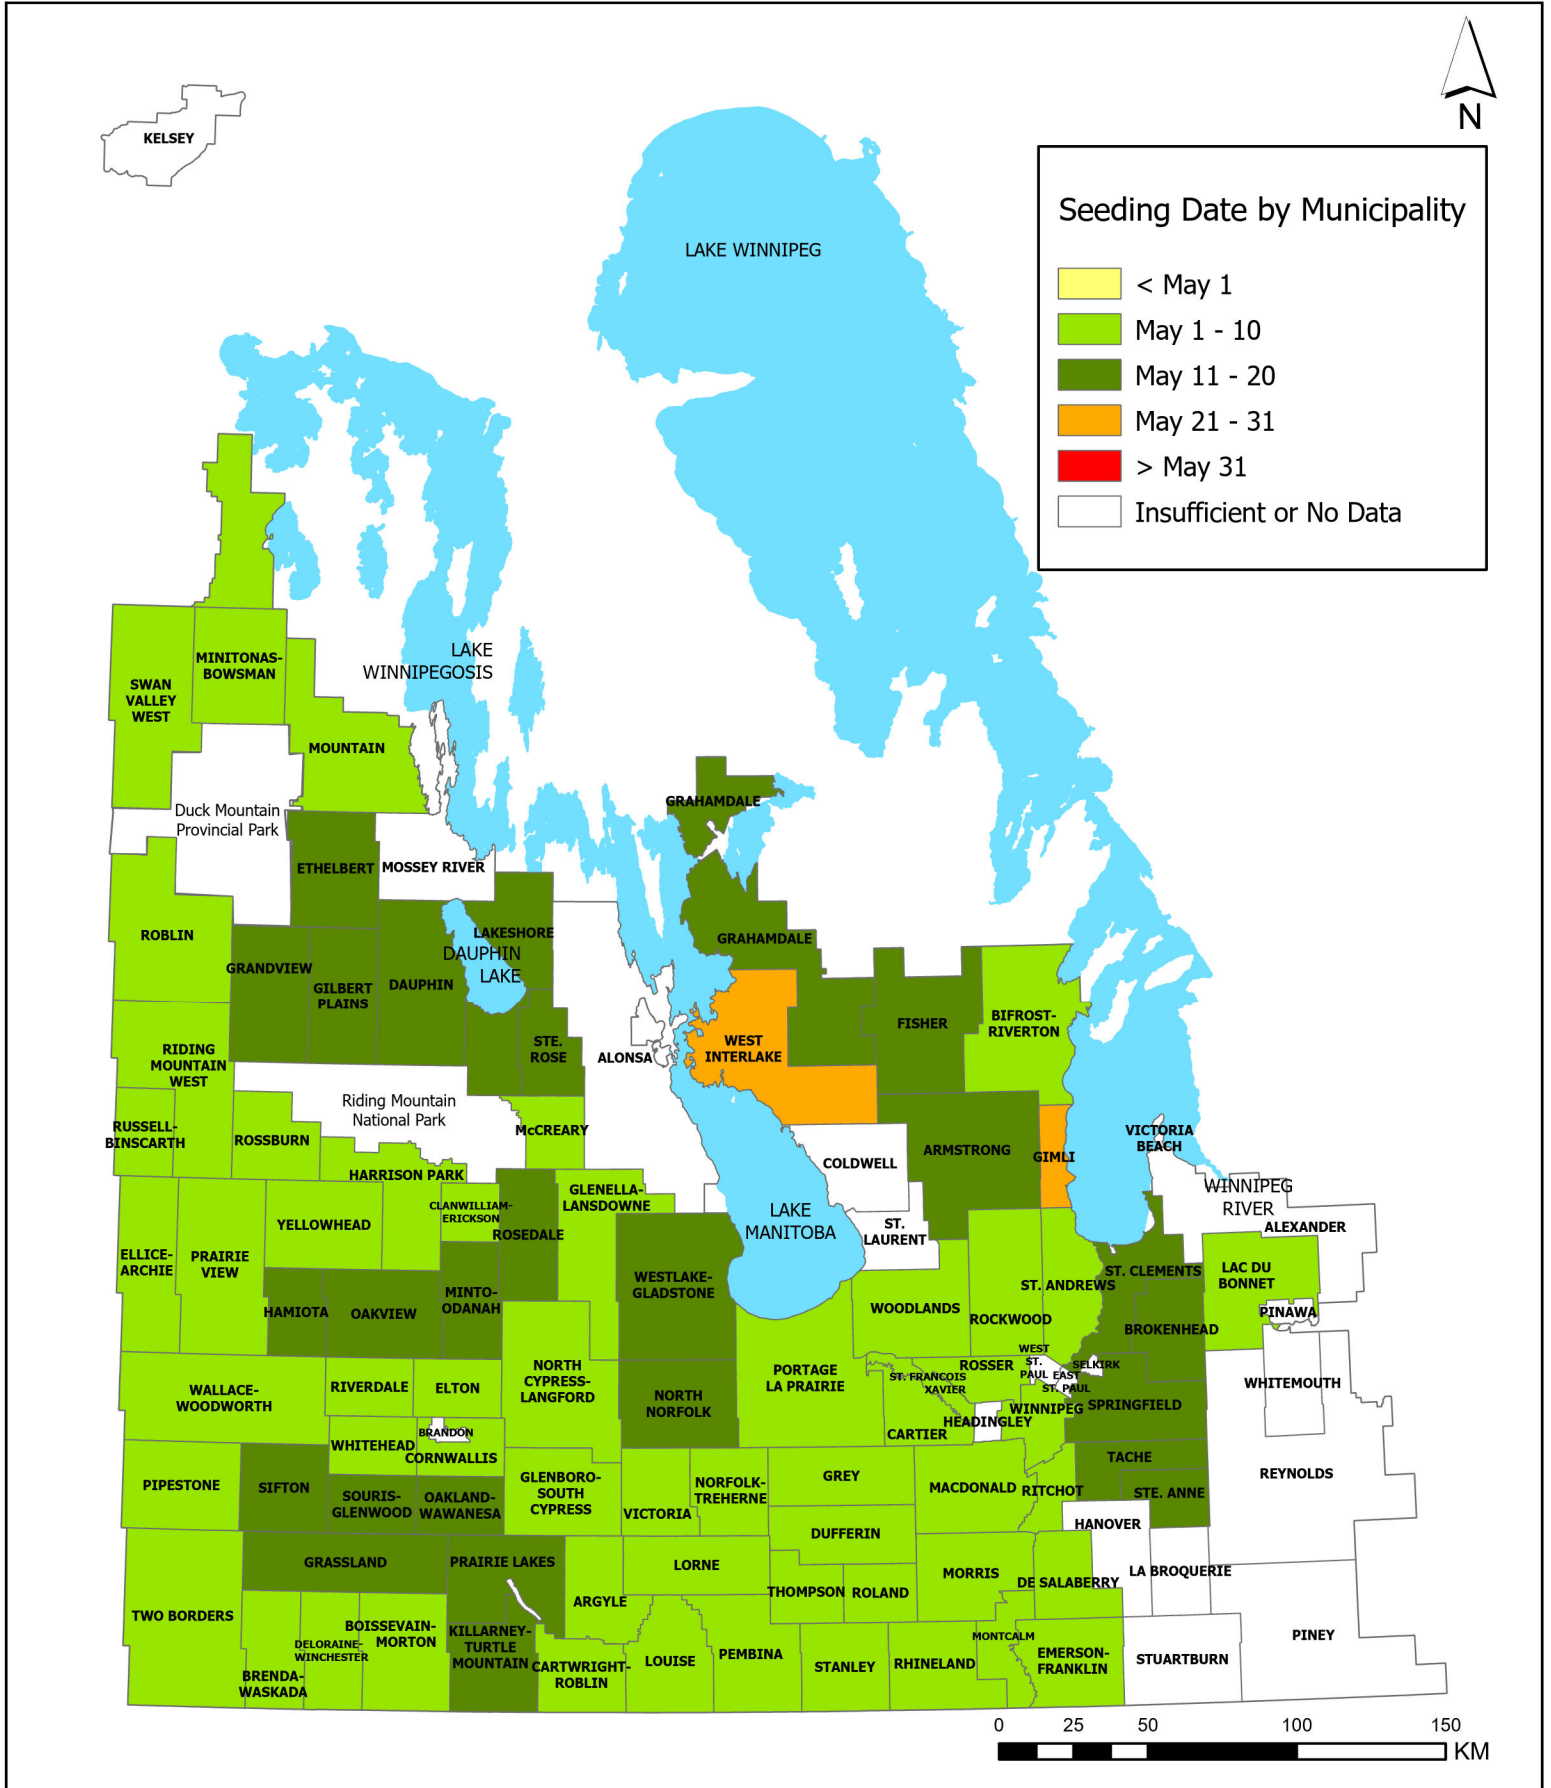 N
KELSEY
Seeding Date by Municipality
< May 1
May 1 - 10
May 11 - 20
May 21 - 31
> May 31
Insufficient or No Data
LAKE WINNIPEG
LAKE
WINNIPEGOSIS
MINITONAS-
BOWSMAN
SWAN
VALLEY
WEST
MOUNTAIN
Duck Mountain
Provincial Park
GRAHAMDALE
ETHELBERT
MOSSEY RIVER
ROBLIN
LAKESHORE
DAUPHIN
LAKE
GRAHAMDALE
GRANDVIEW
GILBERT
PLAINS
DAUPHIN
FISHER
BIFROST-
RIVERTON
STE.
ROSE
ALONSA
WEST
INTERLAKE
RIDING
MOUNTAIN
WEST
Riding Mountain
National Park
RUSSELL-
BINSCARTH
ROSSBURN
McCREARY
HARRISON PARK
ARMSTRONG
GIMLI
VICTORIA
BEACH
COLDWELL
WINNIPEG
RIVER
ALEXANDER
GLENELLA-
LANSDOWNE
CLANWILLIAM-
ERICKSON
ROSEDALE
YELLOWHEAD
LAKE
MANITOBA
ST.
LAURENT
ELLICE-
ARCHIE
PRAIRIE
VIEW
WESTLAKE-
GLADSTONE
ST. CLEMENTS
LAC DU
BONNET
ST. ANDREWS
MINTO-
ODANAH
HAMIOTA
OAKVIEW
WOODLANDS
ROCKWOOD
PINAWA
BROKENHEAD
WEST
ST.
PAUL
EAST
ST. PAUL
SELKIRK
ROSSER
ST. FRANCOIS
XAVIER
NORTH
CYPRESS-
LANGFORD
PORTAGE
LA PRAIRIE
WHITEMOUTH
WALLACE-
WOODWORTH
RIVERDALE
ELTON
NORTH
NORFOLK
WINNIPEG
SPRINGFIELD
HEADINGLEY
CARTIER
BRANDON
WHITEHEAD
CORNWALLIS
TACHE
REYNOLDS
PIPESTONE
SIFTON
SOURIS-
GLENWOOD
OAKLAND-
WAWANESA
GLENBORO-
SOUTH
CYPRESS
VICTORIA
NORFOLK-
TREHERNE
GREY
MACDONALD
RITCHOT
STE. ANNE
HANOVER
DUFFERIN
GRASSLAND
PRAIRIE LAKES
LORNE
MORRIS
DE SALABERRY
LA BROQUERIE
THOMPSON
ROLAND
ARGYLE
TWO BORDERS
BOISSEVAIN-
MORTON
DELORAINE-
WINCHESTER
KILLARNEY-
TURTLE
MOUNTAIN
BRENDA-
WASKADA
CARTWRIGHT-
ROBLIN
LOUISE
PEMBINA
STANLEY
RHINELAND
MONTCALM
EMERSON-
FRANKLIN
STUARTBURN
PINEY
0 25 50 100 150
KM